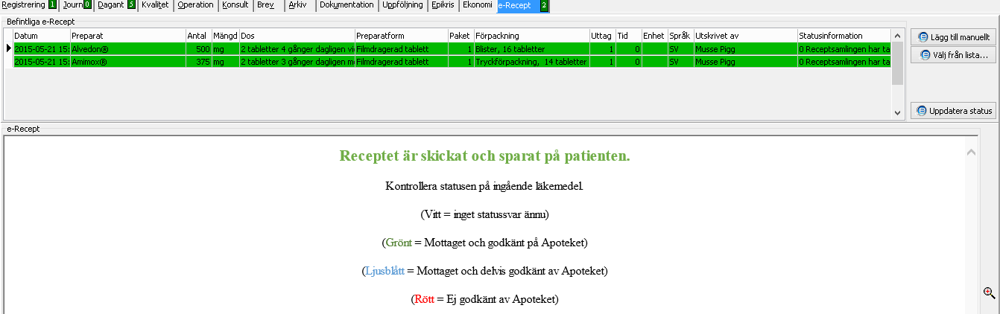 Registrering 1 Journ 0 Dagant 5 Kvalitet Operation Konsult Brev Arkiv Dokumentation Uppföljning Epikris Ekonomi e-Recept 2
Befintliga e-Recept
Datum Preparat Antal Mängd Dos Preparatform Paket Förpackning Uttag Tid Enhet Språk Utskrivet av Statusinformation
2015-05-21 15: Alvedon® 500 mg 2 tabletter 4 gånger dagligen vi Filmdragerad tablett 1 Blister, 16 tabletter 1 0 SV Musse Pigg 0 Receptsamlingen har ta
2015-05-21 15: Amimox® 375 mg 2 tabletter 3 gånger dagligen m Filmdragerad tablett 1 Tryckförpackning, 14 tabletter 1 0 SV Musse Pigg 0 Receptsamlingen har ta
Lägg till manuellt
Välj från lista...
Uppdatera status
e-Recept
Receptet är skickat och sparat på patienten.
Kontrollera statusen på ingående läkemedel.
(Vitt = inget statussvar ännu)
(Grönt = Mottaget och godkänt på Apoteket)
(Ljusblått = Mottaget och delvis godkänt av Apoteket)
(Rött = Ej godkänt av Apoteket)